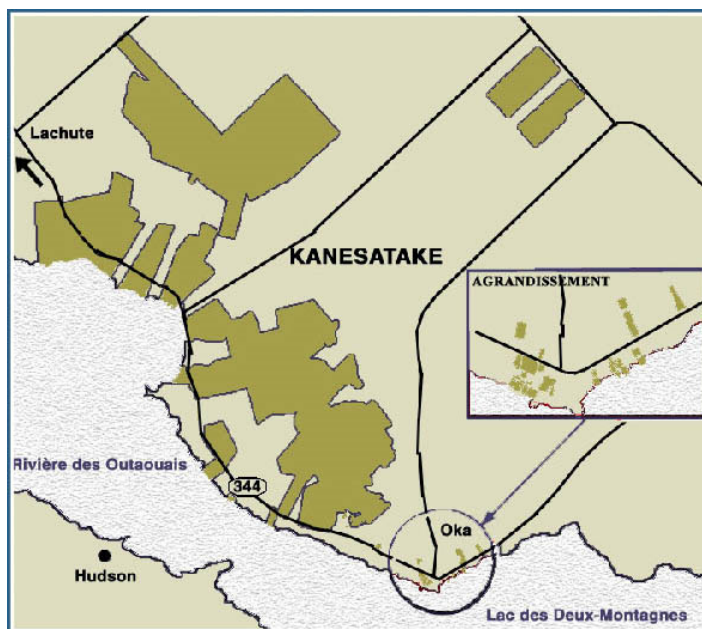 Lachute
KANESATAKE
AGRANDISSEMENT
Rivière des Outaouais
344
Oka
Hudson
Lac des Deux-Montagnes